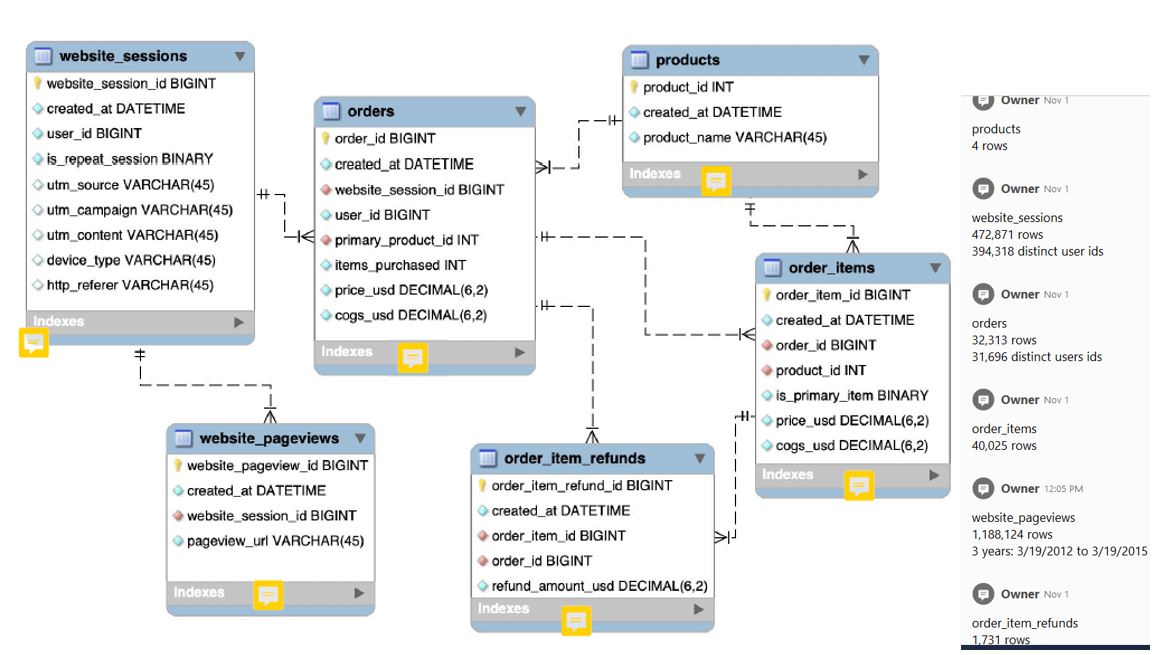 website_sessions
website_session_id BIGINT
created_at DATETIME
user_id BIGINT
is_repeat_session BINARY
utm_source VARCHAR(45)
utm_campaign VARCHAR(45)
utm_content VARCHAR(45)
device_type VARCHAR(45)
http_referer VARCHAR(45)
Indexes
orders
order_id BIGINT
created_at DATETIME
website_session_id BIGINT
user_id BIGINT
primary_product_id INT
items_purchased INT
price_usd DECIMAL(6,2)
cogs_usd DECIMAL(6,2)
Indexes
products
product_id INT
created_at DATETIME
product_name VARCHAR(45)
Indexes
order_items
order_item_id BIGINT
created_at DATETIME
order_id BIGINT
product_id INT
is_primary_item BINARY
price_usd DECIMAL(6,2)
cogs_usd DECIMAL(6,2)
Indexes
website_pageviews
website_pageview_id BIGINT
created_at DATETIME
website_session_id BIGINT
pageview_url VARCHAR(45)
Indexes
order_item_refunds
order_item_refund_id BIGINT
created_at DATETIME
order_item_id BIGINT
order_id BIGINT
refund_amount_usd DECIMAL(6,2)
Indexes
Owner Nov 1
products
4 rows
Owner Nov 1
website_sessions
472,871 rows
394,318 distinct user ids
Owner Nov 1
orders
32,313 rows
31,696 distinct users ids
Owner Nov 1
order_items
40,025 rows
Owner 12:05 PM
website_pageviews
1,188,124 rows
3 years: 3/19/2012 to 3/19/2015
Owner Nov 1
order_item_refunds
1,731 rows